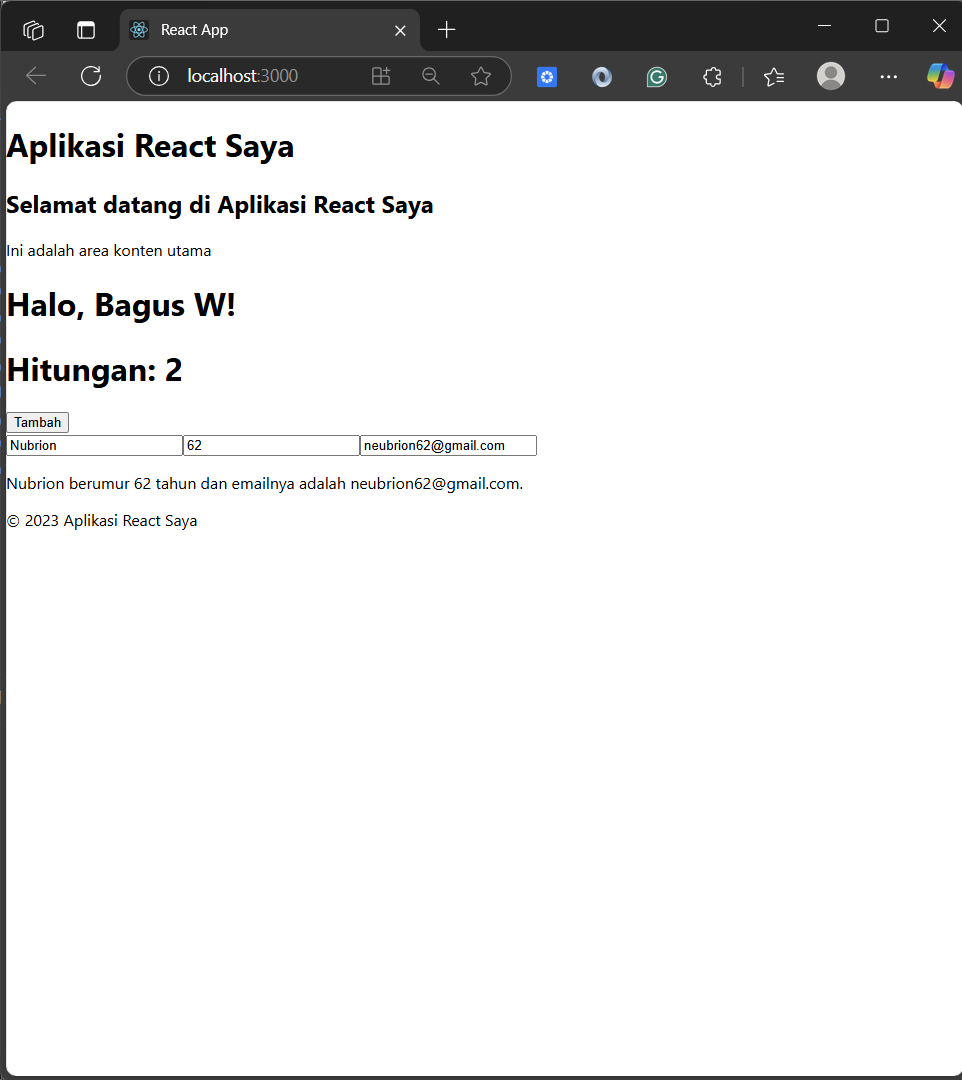 React App
localhost:3000
Aplikasi React Saya
Selamat datang di Aplikasi React Saya
Ini adalah area konten utama
Halo, Bagus W!
Hitungan: 2
Tambah
Nubrion 62 neubrion62@gmail.com
Nubrion berumur 62 tahun dan emailnya adalah neubrion62@gmail.com.
© 2023 Aplikasi React Saya